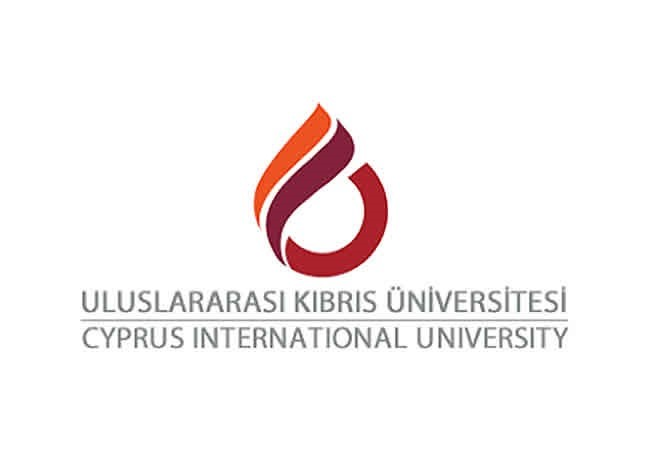 ULUSLARARASI KIBRIS ÜNİVERSİTESİ
CYPRUS INTERNATIONAL UNIVERSITY